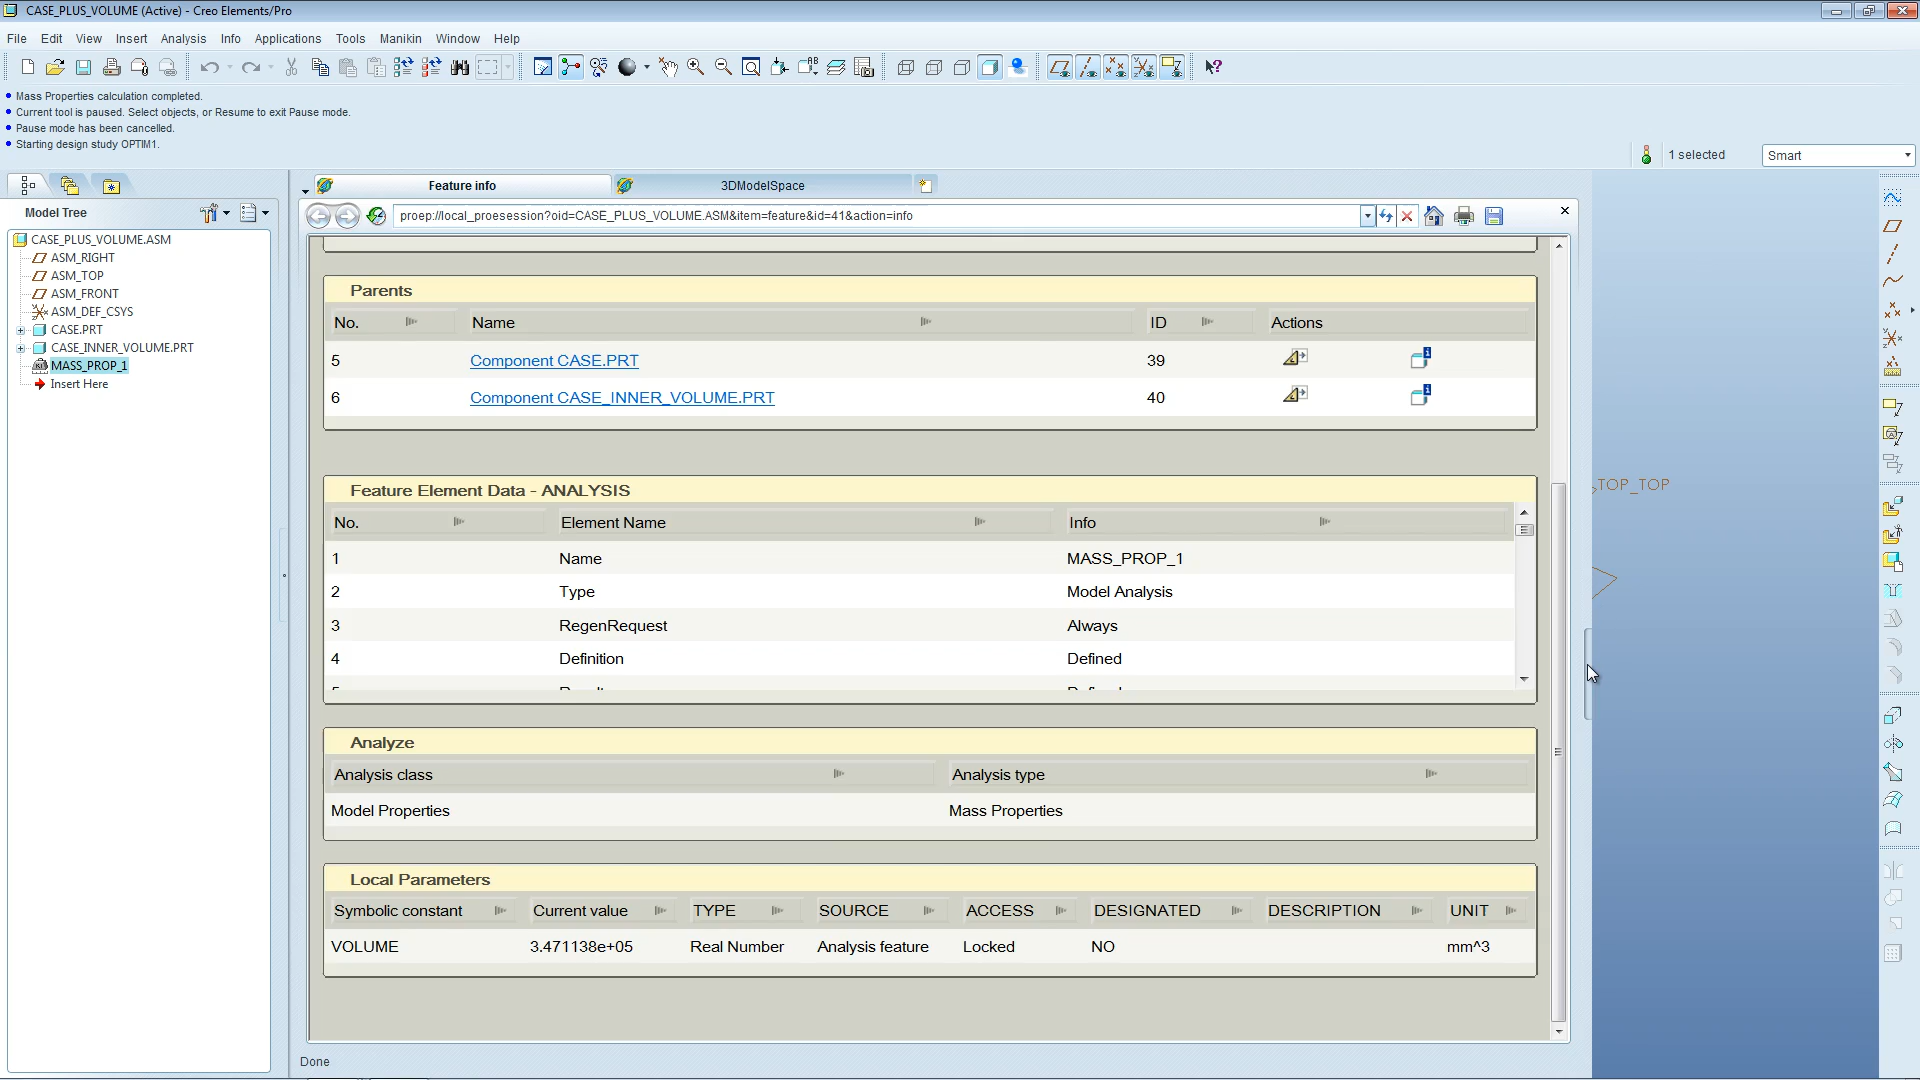 CASE_PLUS_VOLUME (Active) - Creo Elements/Pro
File Edit View Insert Analysis Info Applications Tools Manikin Window Help
Mass Properties calculation completed.
Current tool is paused. Select objects, or Resume to exit Pause mode.
Pause mode has been cancelled.
Starting design study OPTIM1.
1 selected
Smart
Model Tree
CASE_PLUS_VOLUME.ASM
ASM_RIGHT
ASM_TOP
ASM_FRONT
ASM_DEF_CSYS
CASE.PRT
CASE_INNER_VOLUME.PRT
MASS_PROP_1
Insert Here
Feature info
3DModelSpace
proep://local_proesession?oid=CASE_PLUS_VOLUME.ASM&item=feature&id=41&action=info
Parents
No. Name ID Actions
5 Component CASE.PRT 39
6 Component CASE_INNER_VOLUME.PRT 40
Feature Element Data - ANALYSIS
No. Element Name Info
1 Name MASS_PROP_1
2 Type Model Analysis
3 RegenRequest Always
4 Definition Defined
Analyze
Analysis class Analysis type
Model Properties Mass Properties
Local Parameters
Symbolic constant Current value TYPE SOURCE ACCESS DESIGNATED DESCRIPTION UNIT
VOLUME 3.471138e+05 Real Number Analysis feature Locked NO mm^3
Done
TOP_TOP